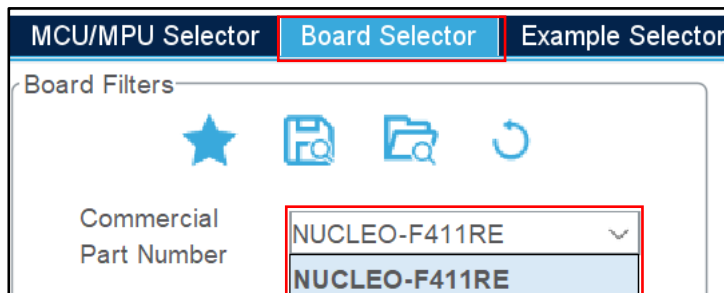 MCU/MPU Selector Board Selector Example Selector
Board Filters
Commercial
Part Number
NUCLEO-F411RE
NUCLEO-F411RE